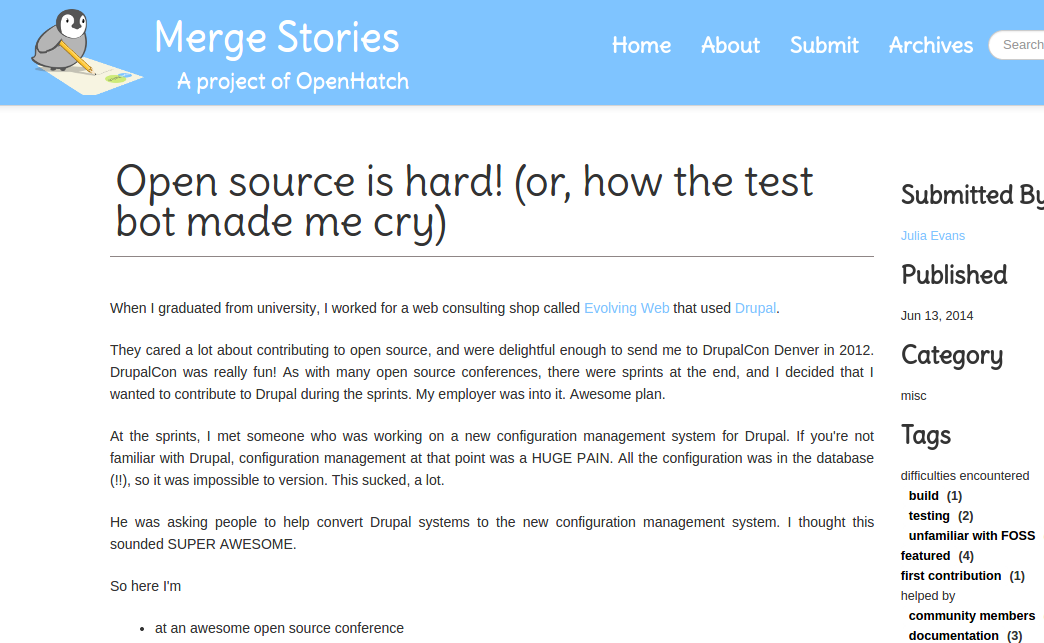 Merge Stories
A project of OpenHatch
Home About Submit Archives Search
Open source is hard! (or, how the test
bot made me cry)
When I graduated from university, I worked for a web consulting shop called Evolving Web that used Drupal.
They cared a lot about contributing to open source, and were delightful enough to send me to DrupalCon Denver in 2012.
DrupalCon was really fun! As with many open source conferences, there were sprints at the end, and I decided that I
wanted to contribute to Drupal during the sprints. My employer was into it. Awesome plan.
At the sprints, I met someone who was working on a new configuration management system for Drupal. If you're not
familiar with Drupal, configuration management at that point was a HUGE PAIN. All the configuration was in the database
(!!), so it was impossible to version. This sucked, a lot.
He was asking people to help convert Drupal systems to the new configuration management system. I thought this
sounded SUPER AWESOME.
So here I'm
• at an awesome open source conference
Submitted By
Julia Evans
Published
Jun 13, 2014
Category
misc
Tags
difficulties encountered
build (1)
testing (2)
unfamiliar with FOSS
featured (4)
first contribution (1)
helped by
community members
documentation (3)